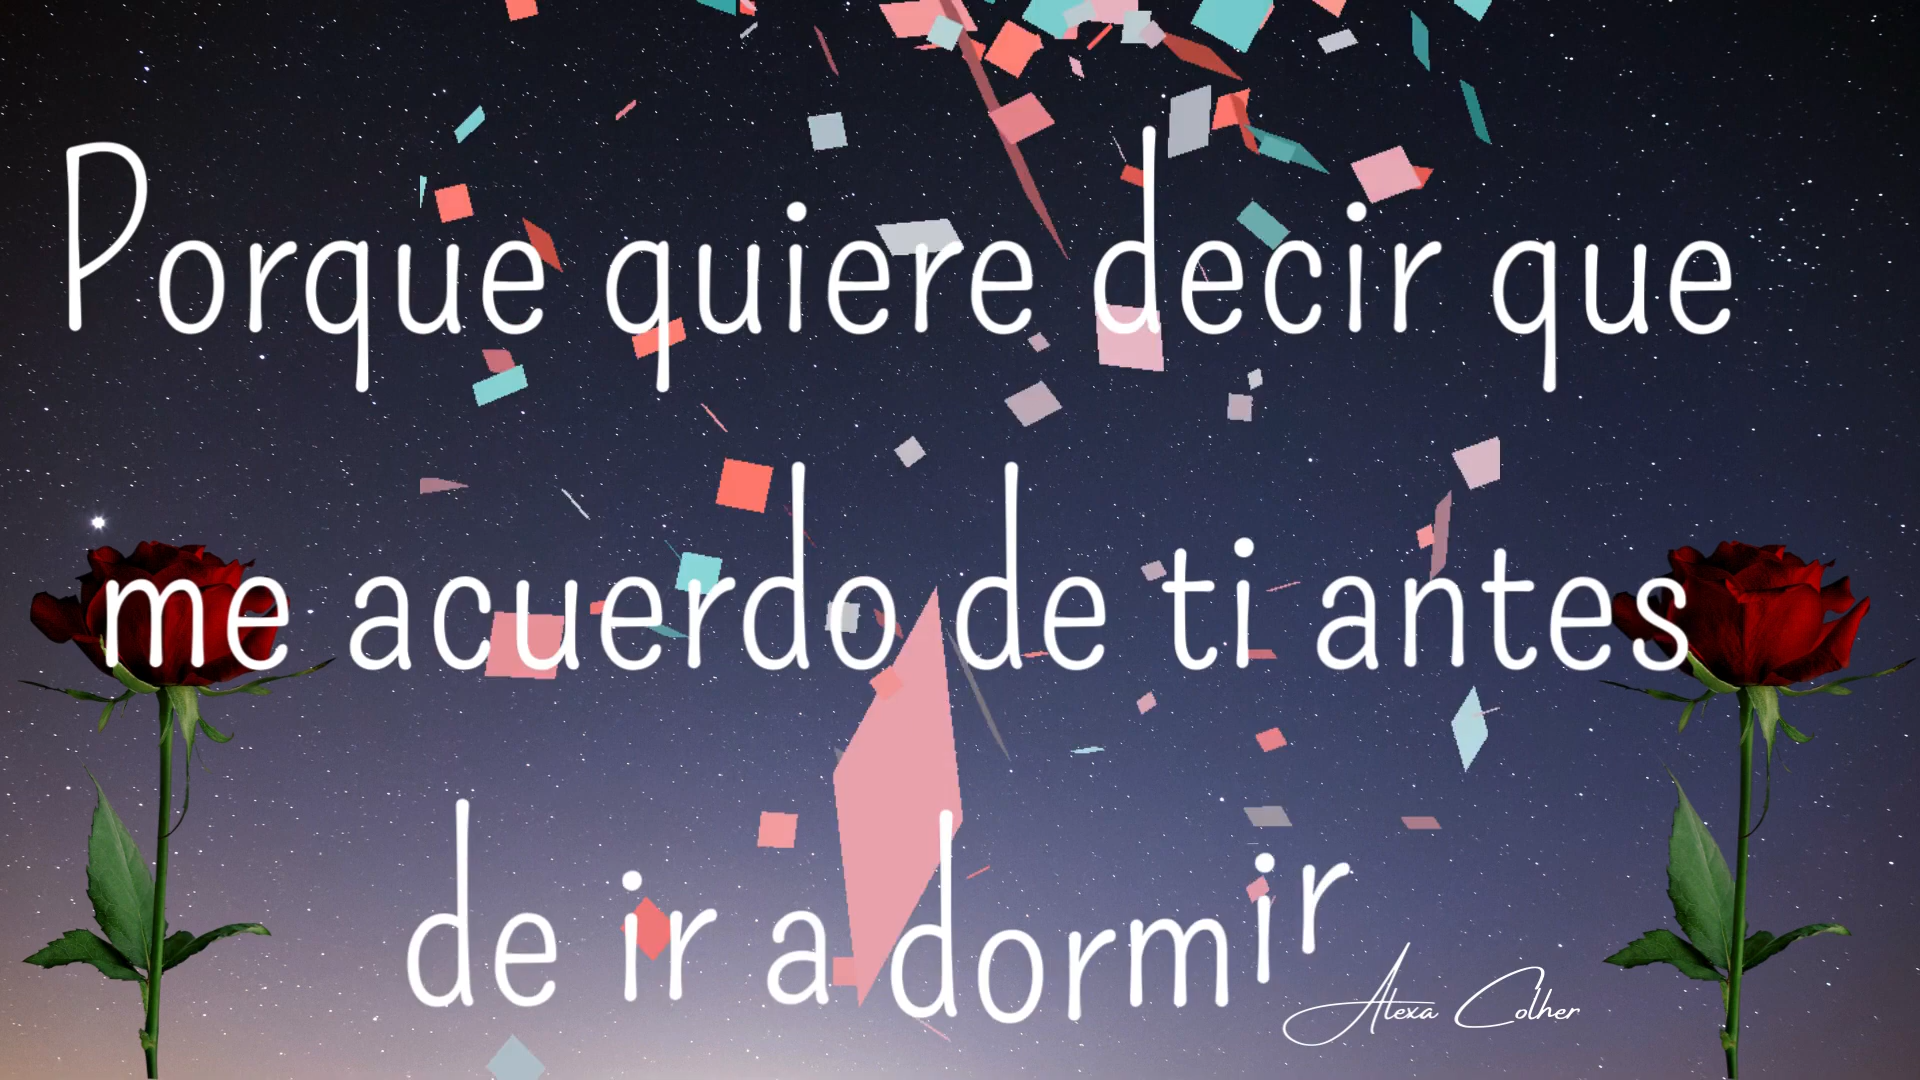 Porque quiere decir que
me acuerdo de ti antes
de ir a dormir
Alexa Colher